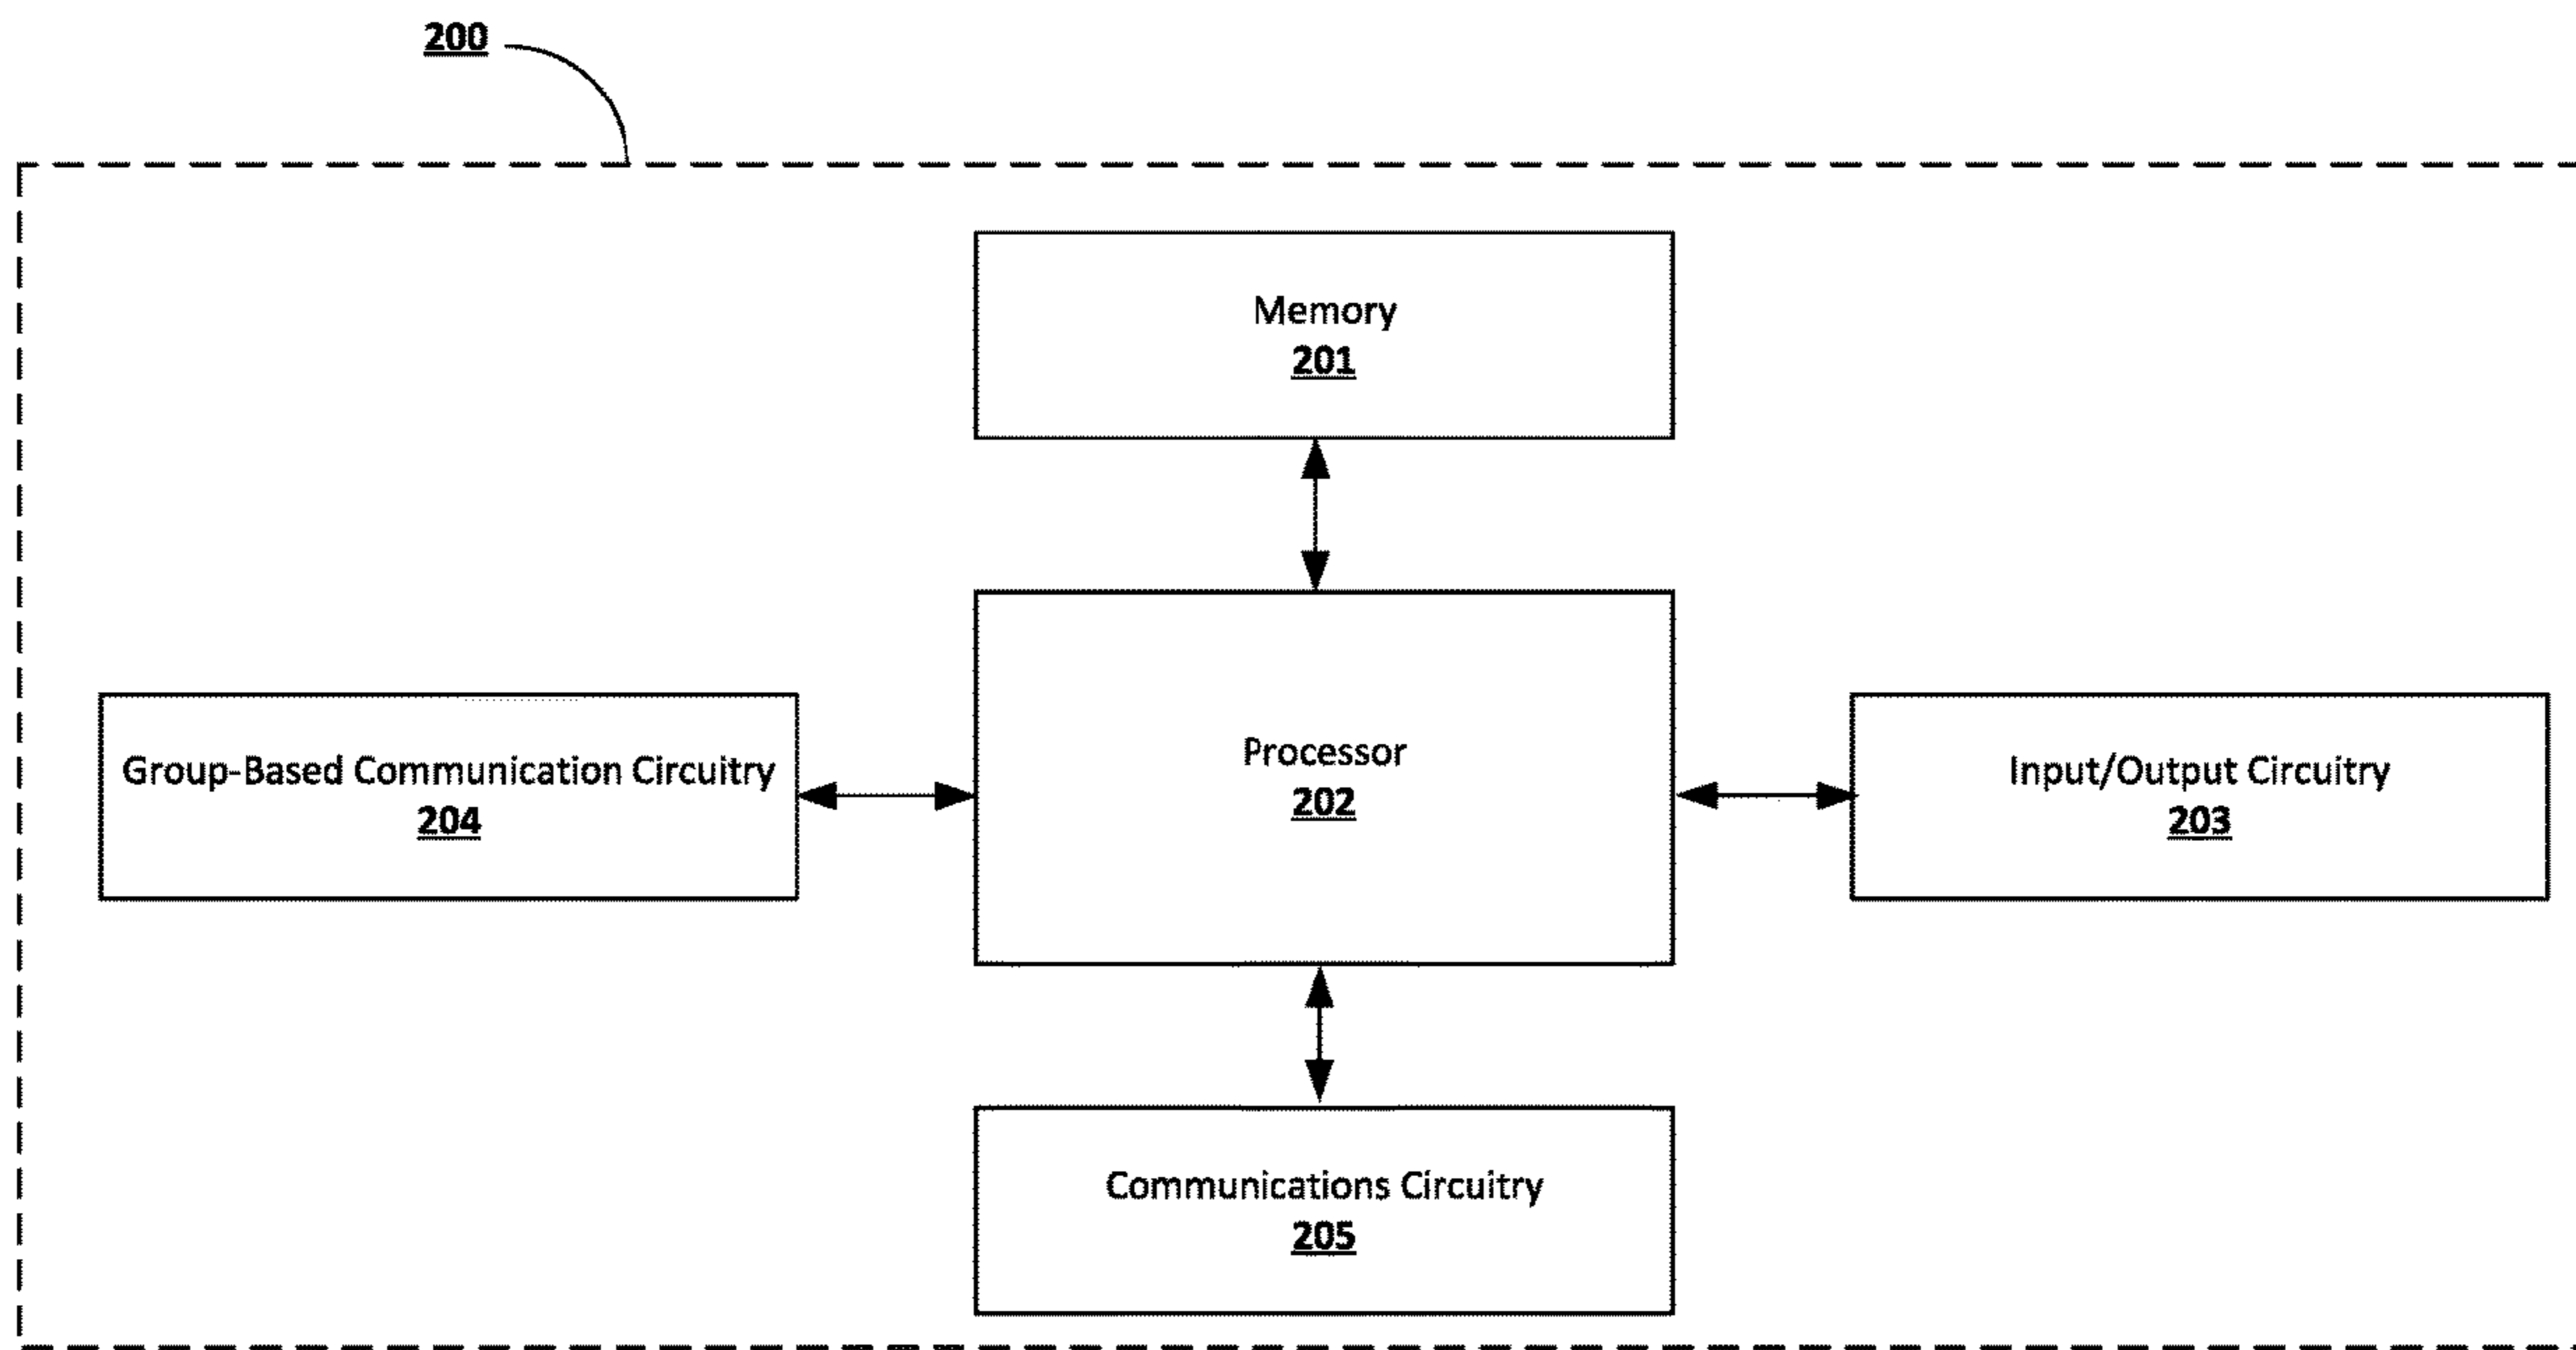 200
Memory
201
Processor
202
Group-Based Communication Circuitry
204
Input/Output Circuitry
203
Communications Circuitry
205